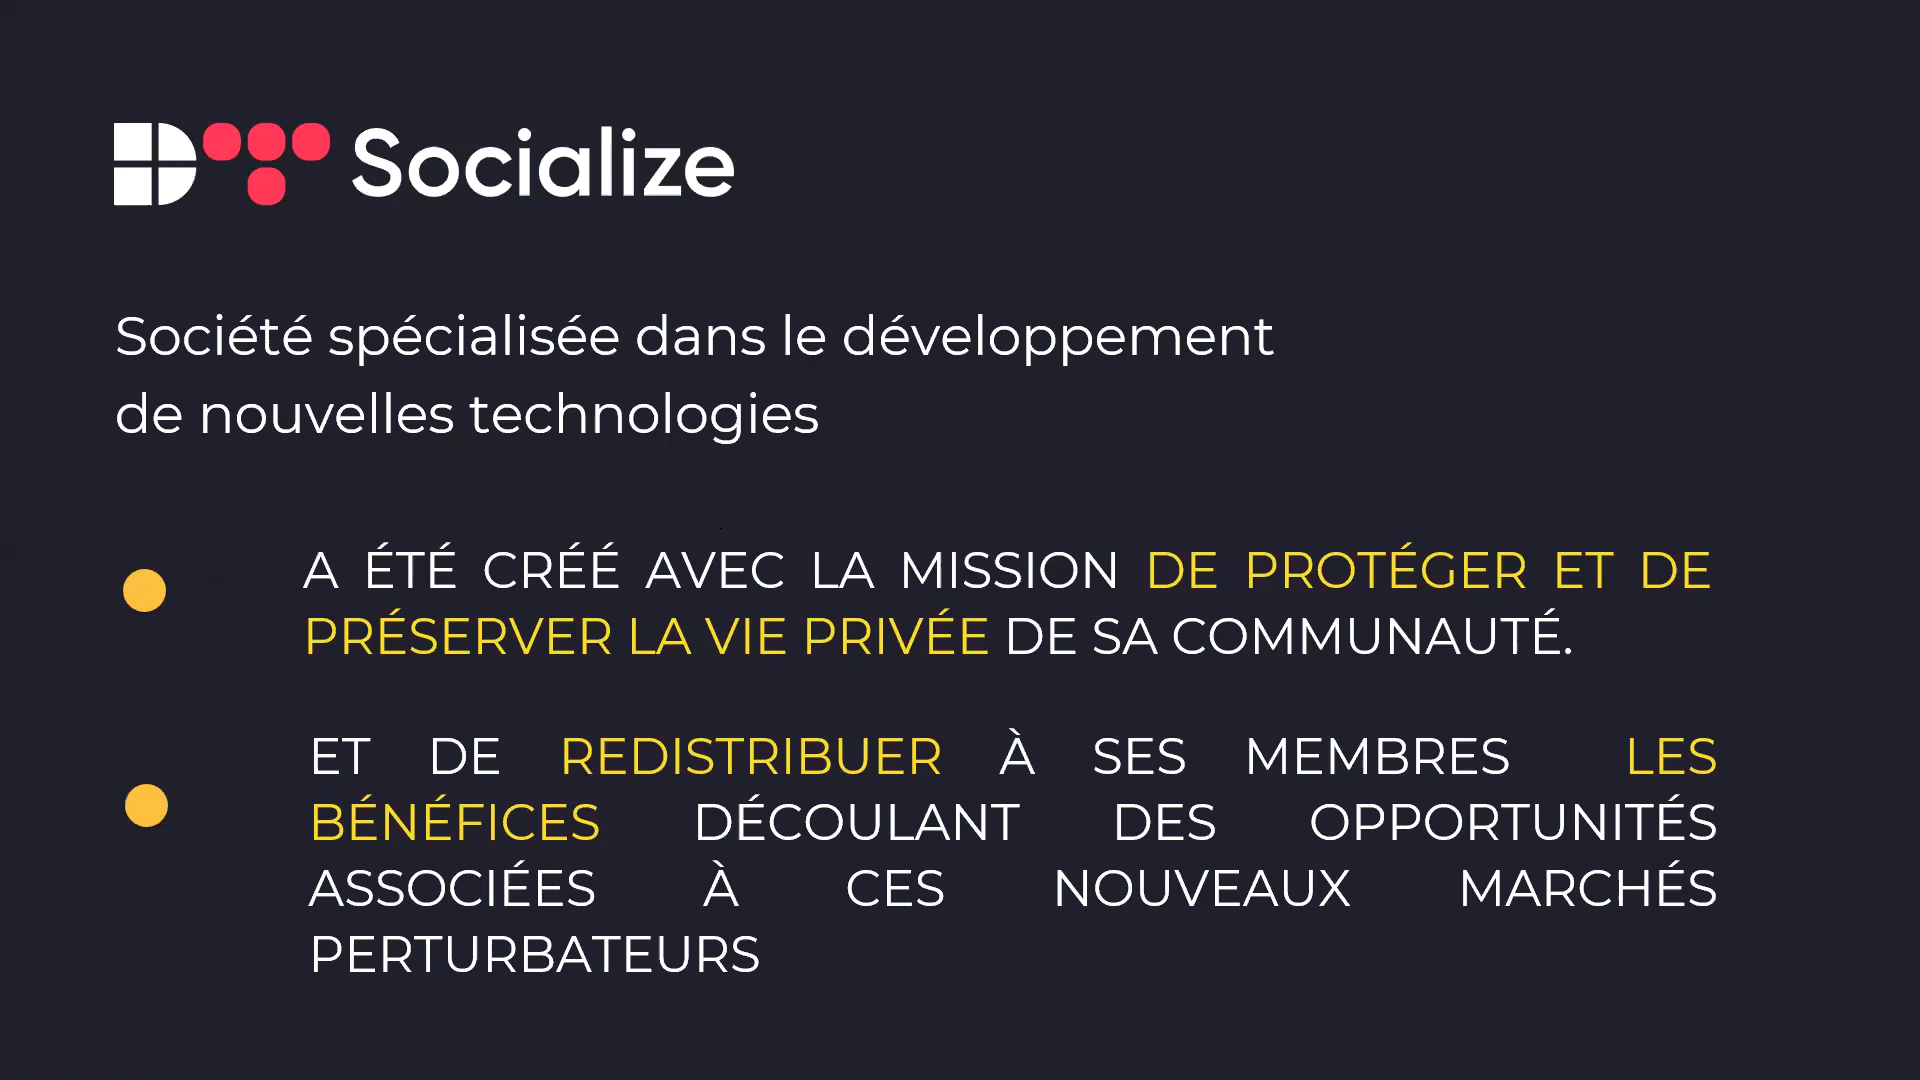 DT Socialize
Société spécialisée dans le développement
de nouvelles technologies
A ÉTÉ CRÉÉ AVEC LA MISSION DE PROTÉGER ET DE
PRÉSERVER LA VIE PRIVÉE DE SA COMMUNAUTÉ.
ET DE REDISTRIBUER À SES MEMBRES LES
BÉNÉFICES DÉCOULANT DES OPPORTUNITÉS
ASSOCIÉES À CES NOUVEAUX MARCHÉS
PERTURBATEURS